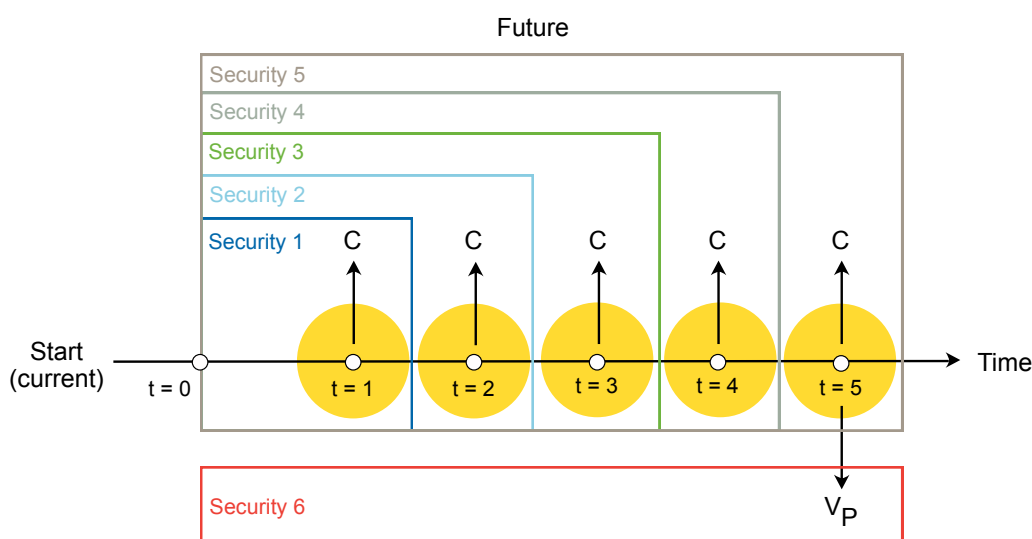 Future
Security 5
Security 4
Security 3
Security 2
Security 1
C
C
C
C
C
Start
(current)
t = 0
t = 1
t = 2
t = 3
t = 4
t = 5
Time
Security 6
VP